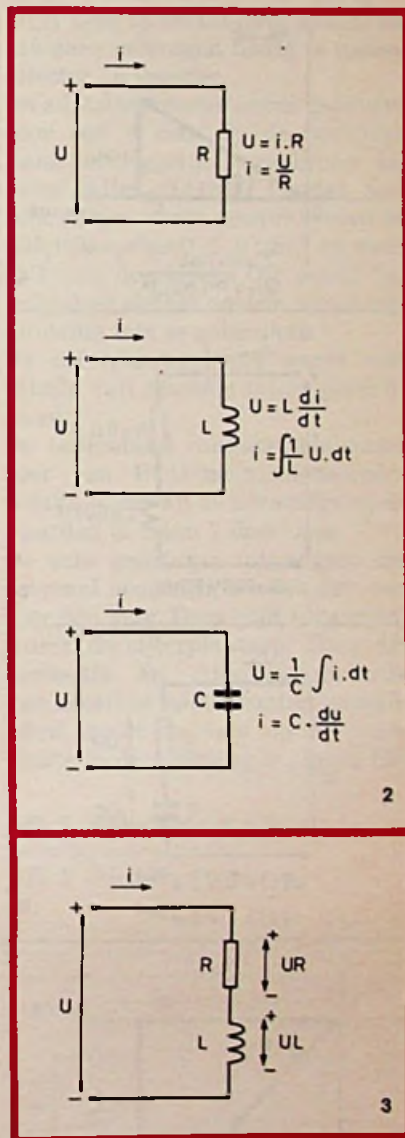 i
+
U
R
U = i.R
i = U/R
−
i
+
U
L
U = L di/dt
i = ∫ 1/L U.dt
−
i
+
U
C
U = 1/C ∫ i.dt
i = C . du/dt
−
2
i
+
U
R
+
UR
−
L
+
UL
−
−
3